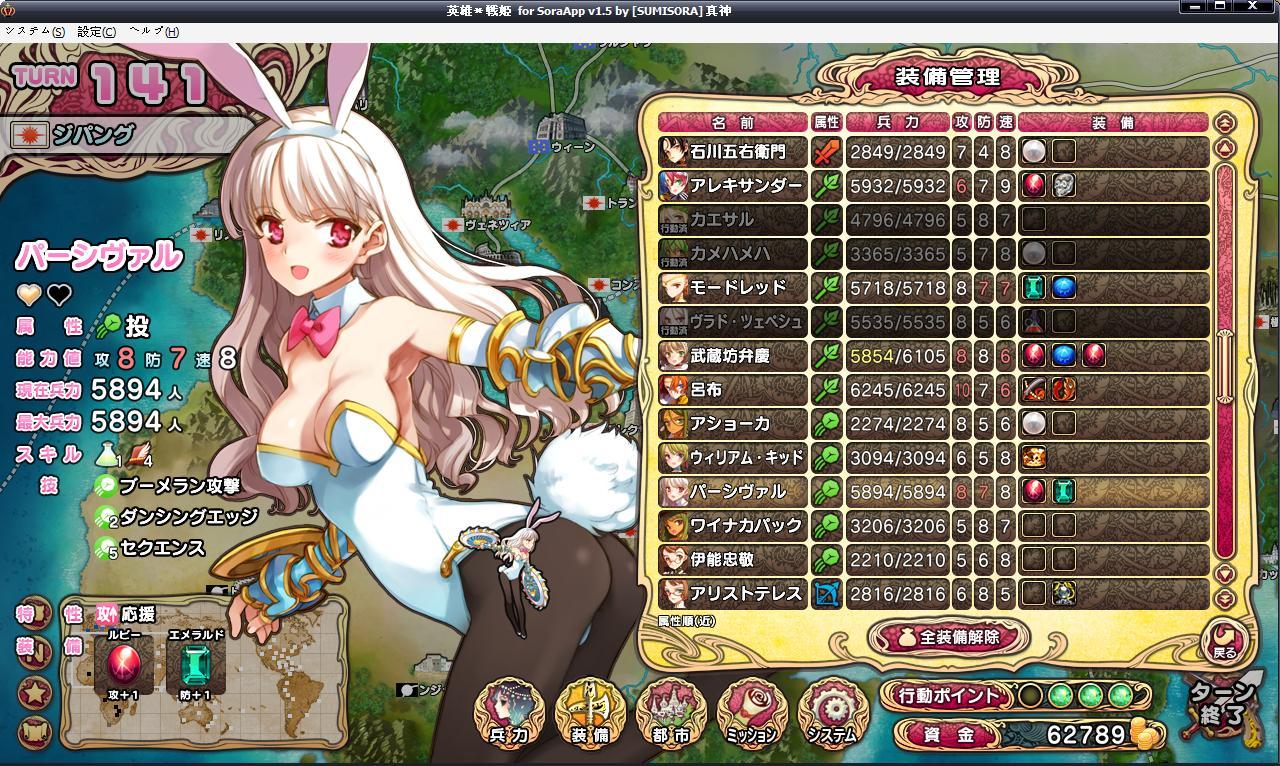 英雄*戦姫 for SoraApp v1.5 by [SUMISORA] 真神
システム(S) 設定(C) ヘルプ(H)
TURN 141
ジパング
パーシヴァル
属性 投
能力値 攻 8 防 7 速 8
現在兵力 5894 人
最大兵力 5894 人
スキル 1 4
技 ブーメラン攻撃
2 ダンシングエッジ
5 セクエンス
特性 攻 応援
装備 ルビー エメラルド
攻+1 防+1
ウィーン
ヴェネツィア
装備管理
名前 属性 兵力 攻 防 速 装備
石川五右衛門 2849/2849 7 4 8
アレキサンダー 5932/5932 6 7 9
行動済 カエサル 4796/4796 5 8 7
行動済 カメハメハ 3365/3365 5 7 8
モードレッド 5718/5718 8 7 7
行動済 ヴラド・ツェペシュ 5535/5535 8 5 6
武蔵坊弁慶 5854/6105 8 8 6
呂布 6245/6245 10 7 6
アショーカ 2274/2274 8 5 6
ウィリアム・キッド 3094/3094 6 5 8
パーシヴァル 5894/5894 8 7 8
ワイナカパック 3206/3206 5 8 7
伊能忠敬 2210/2210 5 6 8
アリストテレス 2816/2816 6 8 5
属性順(近)
全装備解除
戻る
兵力 装備 都市 ミッション システム
行動ポイント
資金 62789
ターン終了